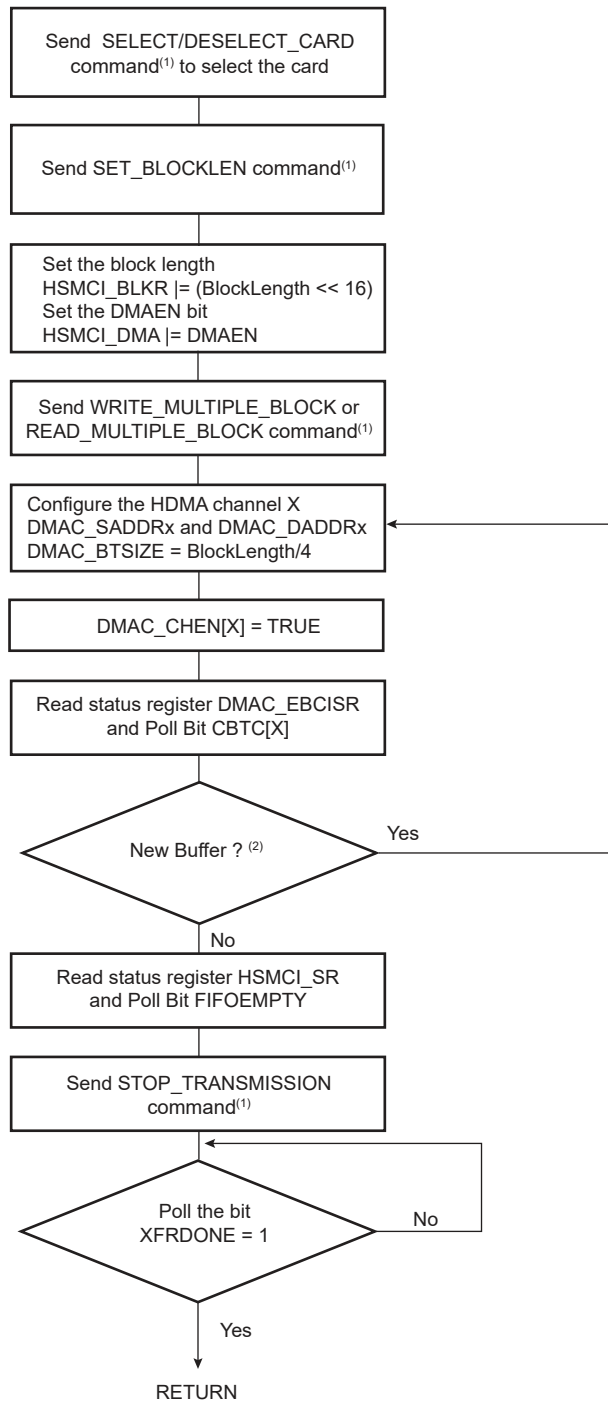 Send  SELECT/DESELECT_CARD
command(1) to select the card
Send SET_BLOCKLEN command(1)
Set the block length
HSMCI_BLKR |= (BlockLength << 16)
Set the DMAEN bit
HSMCI_DMA |= DMAEN
Send WRITE_MULTIPLE_BLOCK or
READ_MULTIPLE_BLOCK command(1)
Configure the HDMA channel X
DMAC_SADDRx and DMAC_DADDRx
DMAC_BTSIZE = BlockLength/4
DMAC_CHEN[X] = TRUE
Read status register DMAC_EBCISR
and Poll Bit CBTC[X]
New Buffer ? (2)
Yes
No
Read status register HSMCI_SR
and Poll Bit FIFOEMPTY
Send STOP_TRANSMISSION
command(1)
Poll the bit
XFRDONE = 1
No
Yes
RETURN